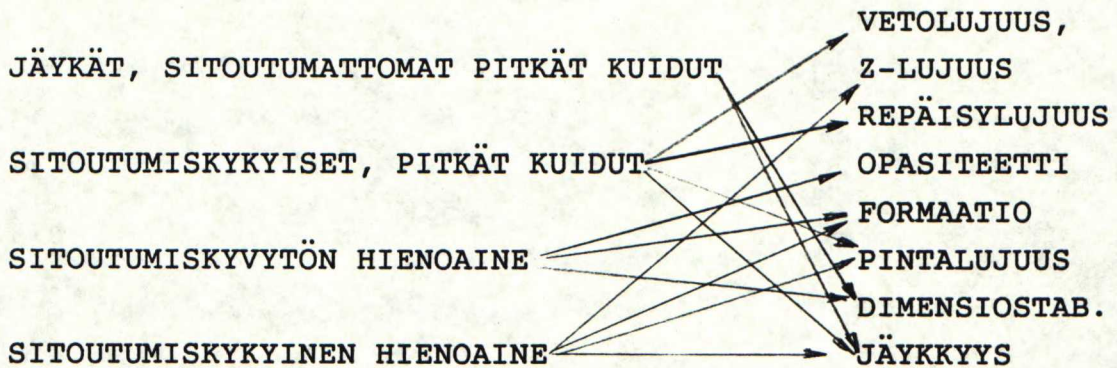 VETOLUJUUS,
JÄYKÄT, SITOUTUMATTOMAT PITKÄT KUIDUT
Z-LUJUUS
REPÄISYLUJUUS
SITOUTUMISKYKYISET, PITKÄT KUIDUT
OPASITEETTI
FORMAATIO
SITOUTUMISKYVYTÖN HIENOAINE
PINTALUJUUS
DIMENSIOSTAB.
SITOUTUMISKYKYINEN HIENOAINE
JÄYKKYYS